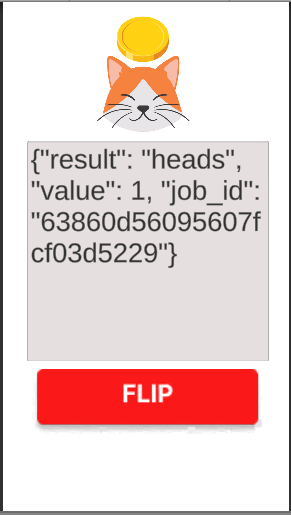 {"result": "heads",
"value": 1, "job_id":
"63860d56095607f
cf03d5229"}
FLIP